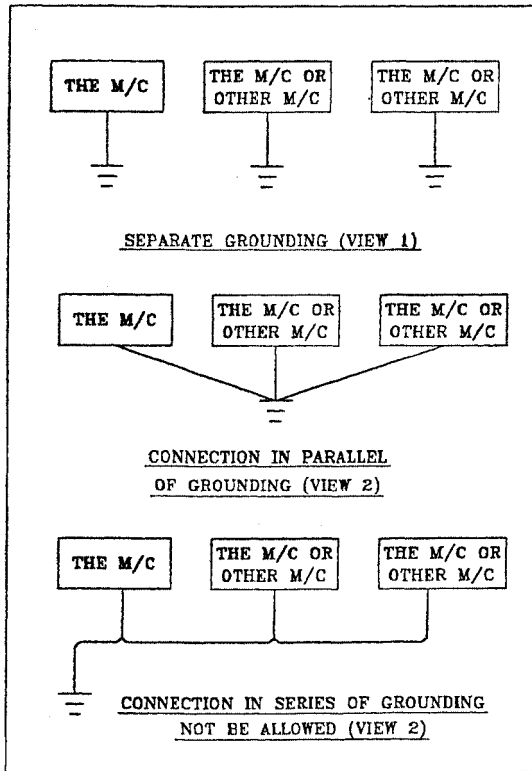 THE M/C
THE M/C OR
OTHER M/C
THE M/C OR
OTHER M/C
SEPARATE GROUNDING (VIEW 1)
THE M/C
THE M/C OR
OTHER M/C
THE M/C OR
OTHER M/C
CONNECTION IN PARALLEL
OF GROUNDING (VIEW 2)
THE M/C
THE M/C OR
OTHER M/C
THE M/C OR
OTHER M/C
CONNECTION IN SERIES OF GROUNDING
NOT BE ALLOWED (VIEW 2)